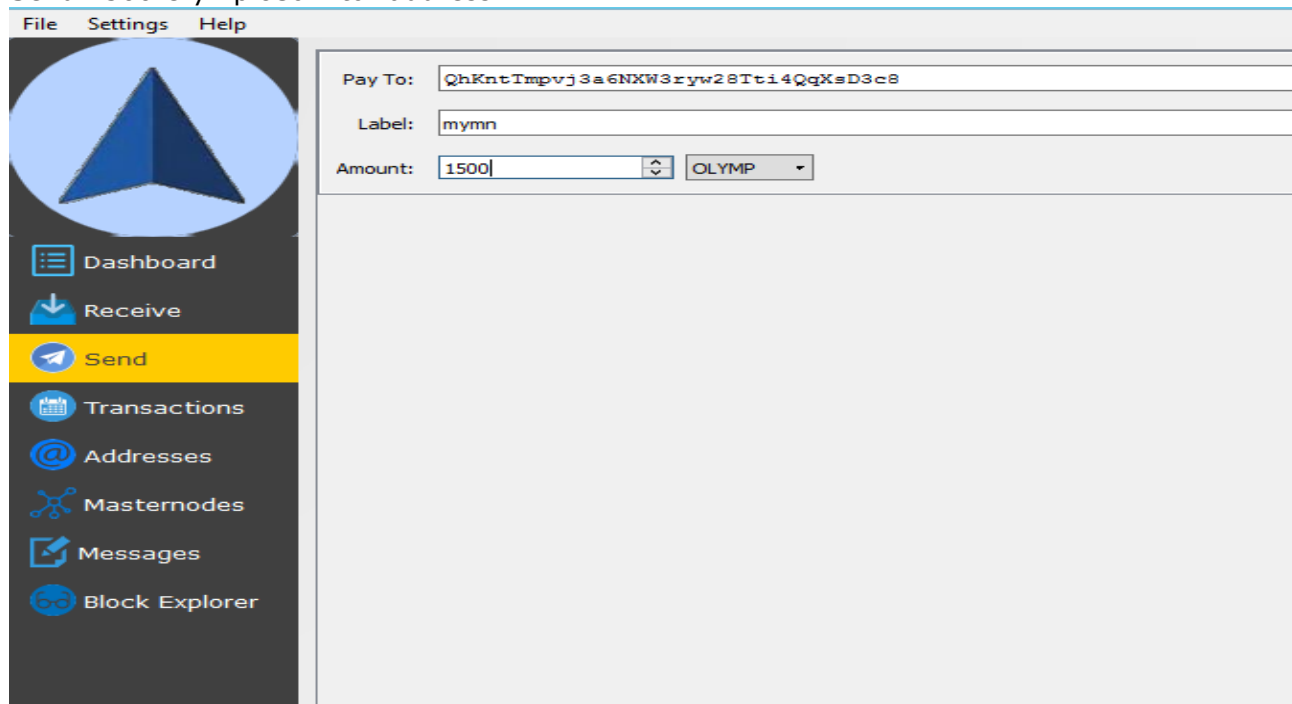 File Settings Help
Pay To: QhKntTmpvj3a6NXW3ryw28Tti4QqXsD3c8
Label: mymn
Amount: 1500 OLYMP
Dashboard
Receive
Send
Transactions
Addresses
Masternodes
Messages
Block Explorer